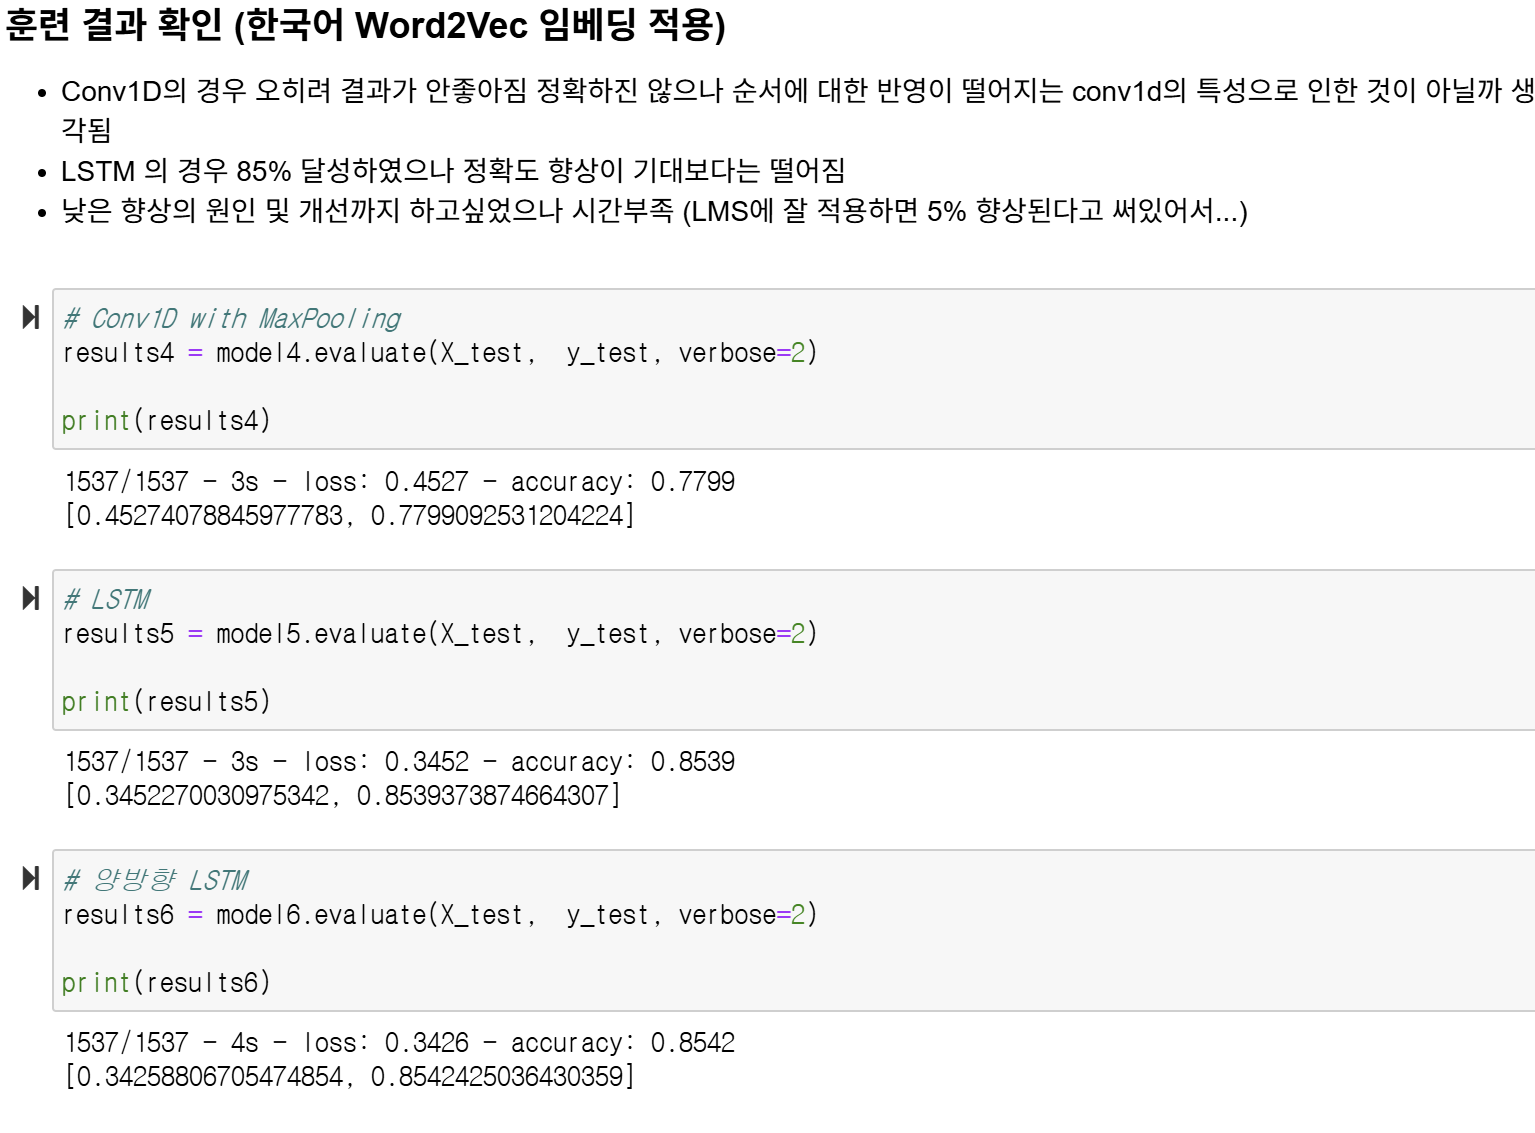 훈련 결과 확인 (한국어 Word2Vec 임베딩 적용)
• Conv1D의 경우 오히려 결과가 안좋아짐 정확하진 않으나 순서에 대한 반영이 떨어지는 conv1d의 특성으로 인한 것이 아닐까 생
각됨
• LSTM 의 경우 85% 달성하였으나 정확도 향상이 기대보다는 떨어짐
• 낮은 향상의 원인 및 개선까지 하고싶었으나 시간부족 (LMS에 잘 적용하면 5% 향상된다고 써있어서...)
# Conv1D with MaxPooling
results4 = model4.evaluate(X_test,  y_test, verbose=2)
print(results4)
1537/1537 - 3s - loss: 0.4527 - accuracy: 0.7799
[0.45274078845977783, 0.7799092531204224]
# LSTM
results5 = model5.evaluate(X_test,  y_test, verbose=2)
print(results5)
1537/1537 - 3s - loss: 0.3452 - accuracy: 0.8539
[0.3452270030975342, 0.8539373874664307]
# 양방향 LSTM
results6 = model6.evaluate(X_test,  y_test, verbose=2)
print(results6)
1537/1537 - 4s - loss: 0.3426 - accuracy: 0.8542
[0.34258806705474854, 0.8542425036430359]